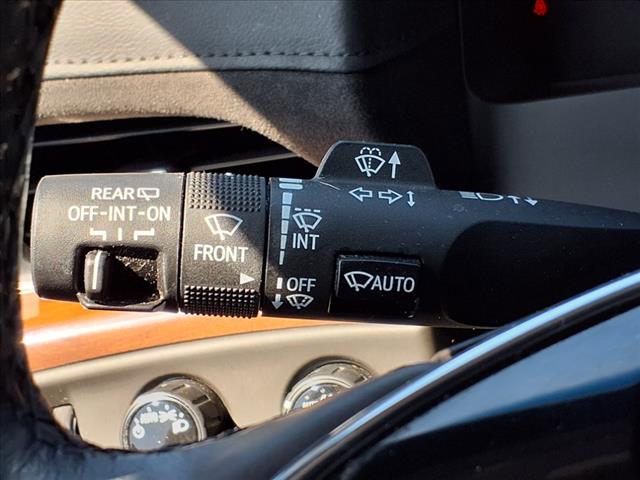 REAR
OFF-INT-ON
FRONT
INT
OFF
AUTO